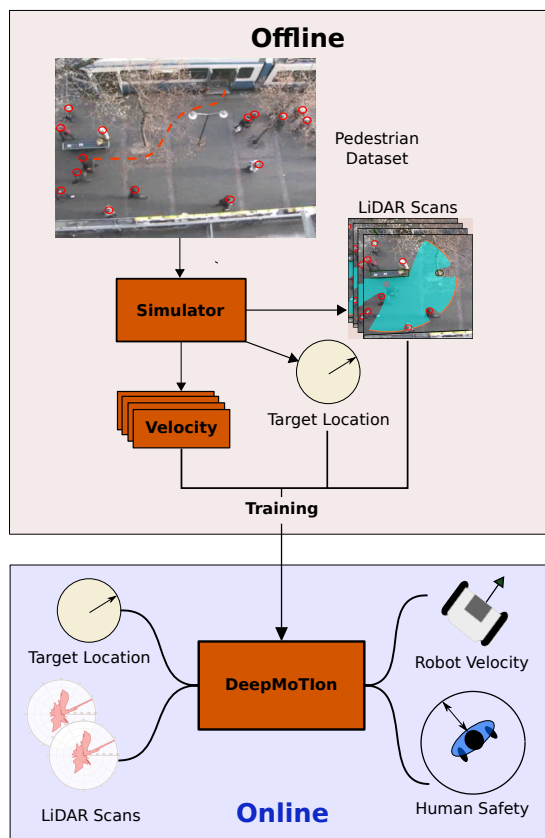 Offline
Pedestrian
Dataset
LiDAR Scans
Simulator
Target Location
Velocity
Training
Target Location
DeepMoTIon
Robot Velocity
LiDAR Scans
Human Safety
Online